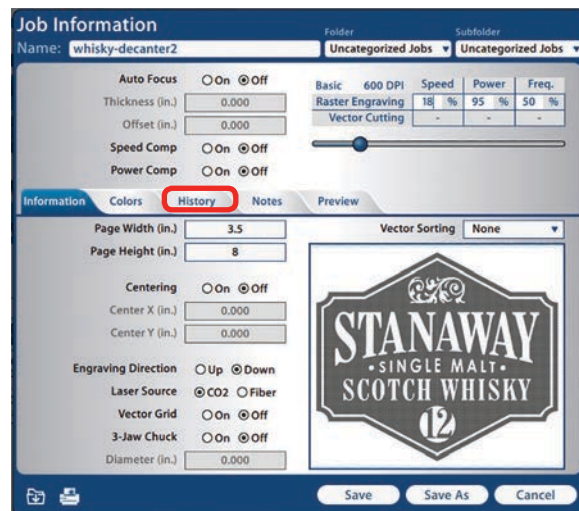 Job Information
Folder Subfolder
Name: whisky-decanter2 Uncategorized Jobs Uncategorized Jobs
Auto Focus On Off
Basic 600 DPI Speed Power Freq.
Thickness (in.) 0.000
Raster Engraving 18 % 95 % 50 %
Offset (in.) 0.000
Vector Cutting - - -
Speed Comp On Off
Power Comp On Off
Information Colors History Notes Preview
Page Width (in.) 3.5
Vector Sorting None
Page Height (in.) 8
Centering On Off
Center X (in.) 0.000
Center Y (in.) 0.000
Engraving Direction Up Down
Laser Source CO2 Fiber
Vector Grid On Off
3-Jaw Chuck On Off
Diameter (in.) 0.000
STANAWAY
• SINGLE MALT •
SCOTCH WHISKY
12
Save Save As Cancel